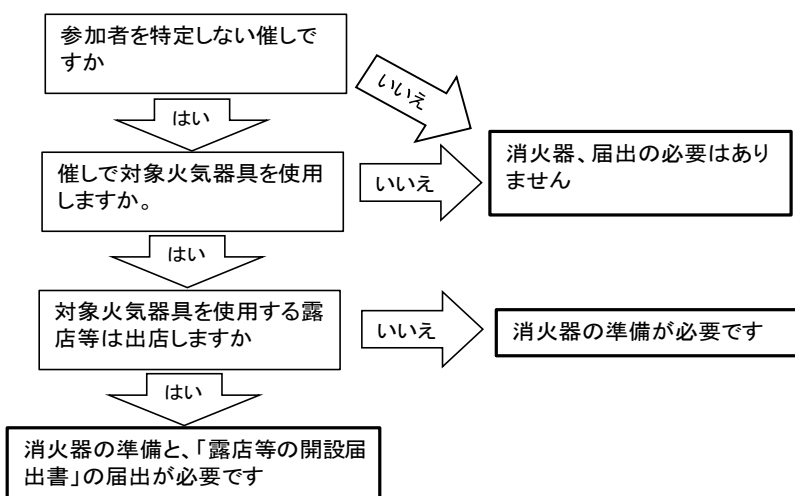 参加者を特定しない催しで
すか
いいえ
はい
催しで対象火気器具を使用
しますか。
いいえ
消火器、届出の必要はあり
ません
はい
対象火気器具を使用する露
店等は出店しますか
いいえ
消火器の準備が必要です
はい
消火器の準備と、「露店等の開設届
出書」の届出が必要です